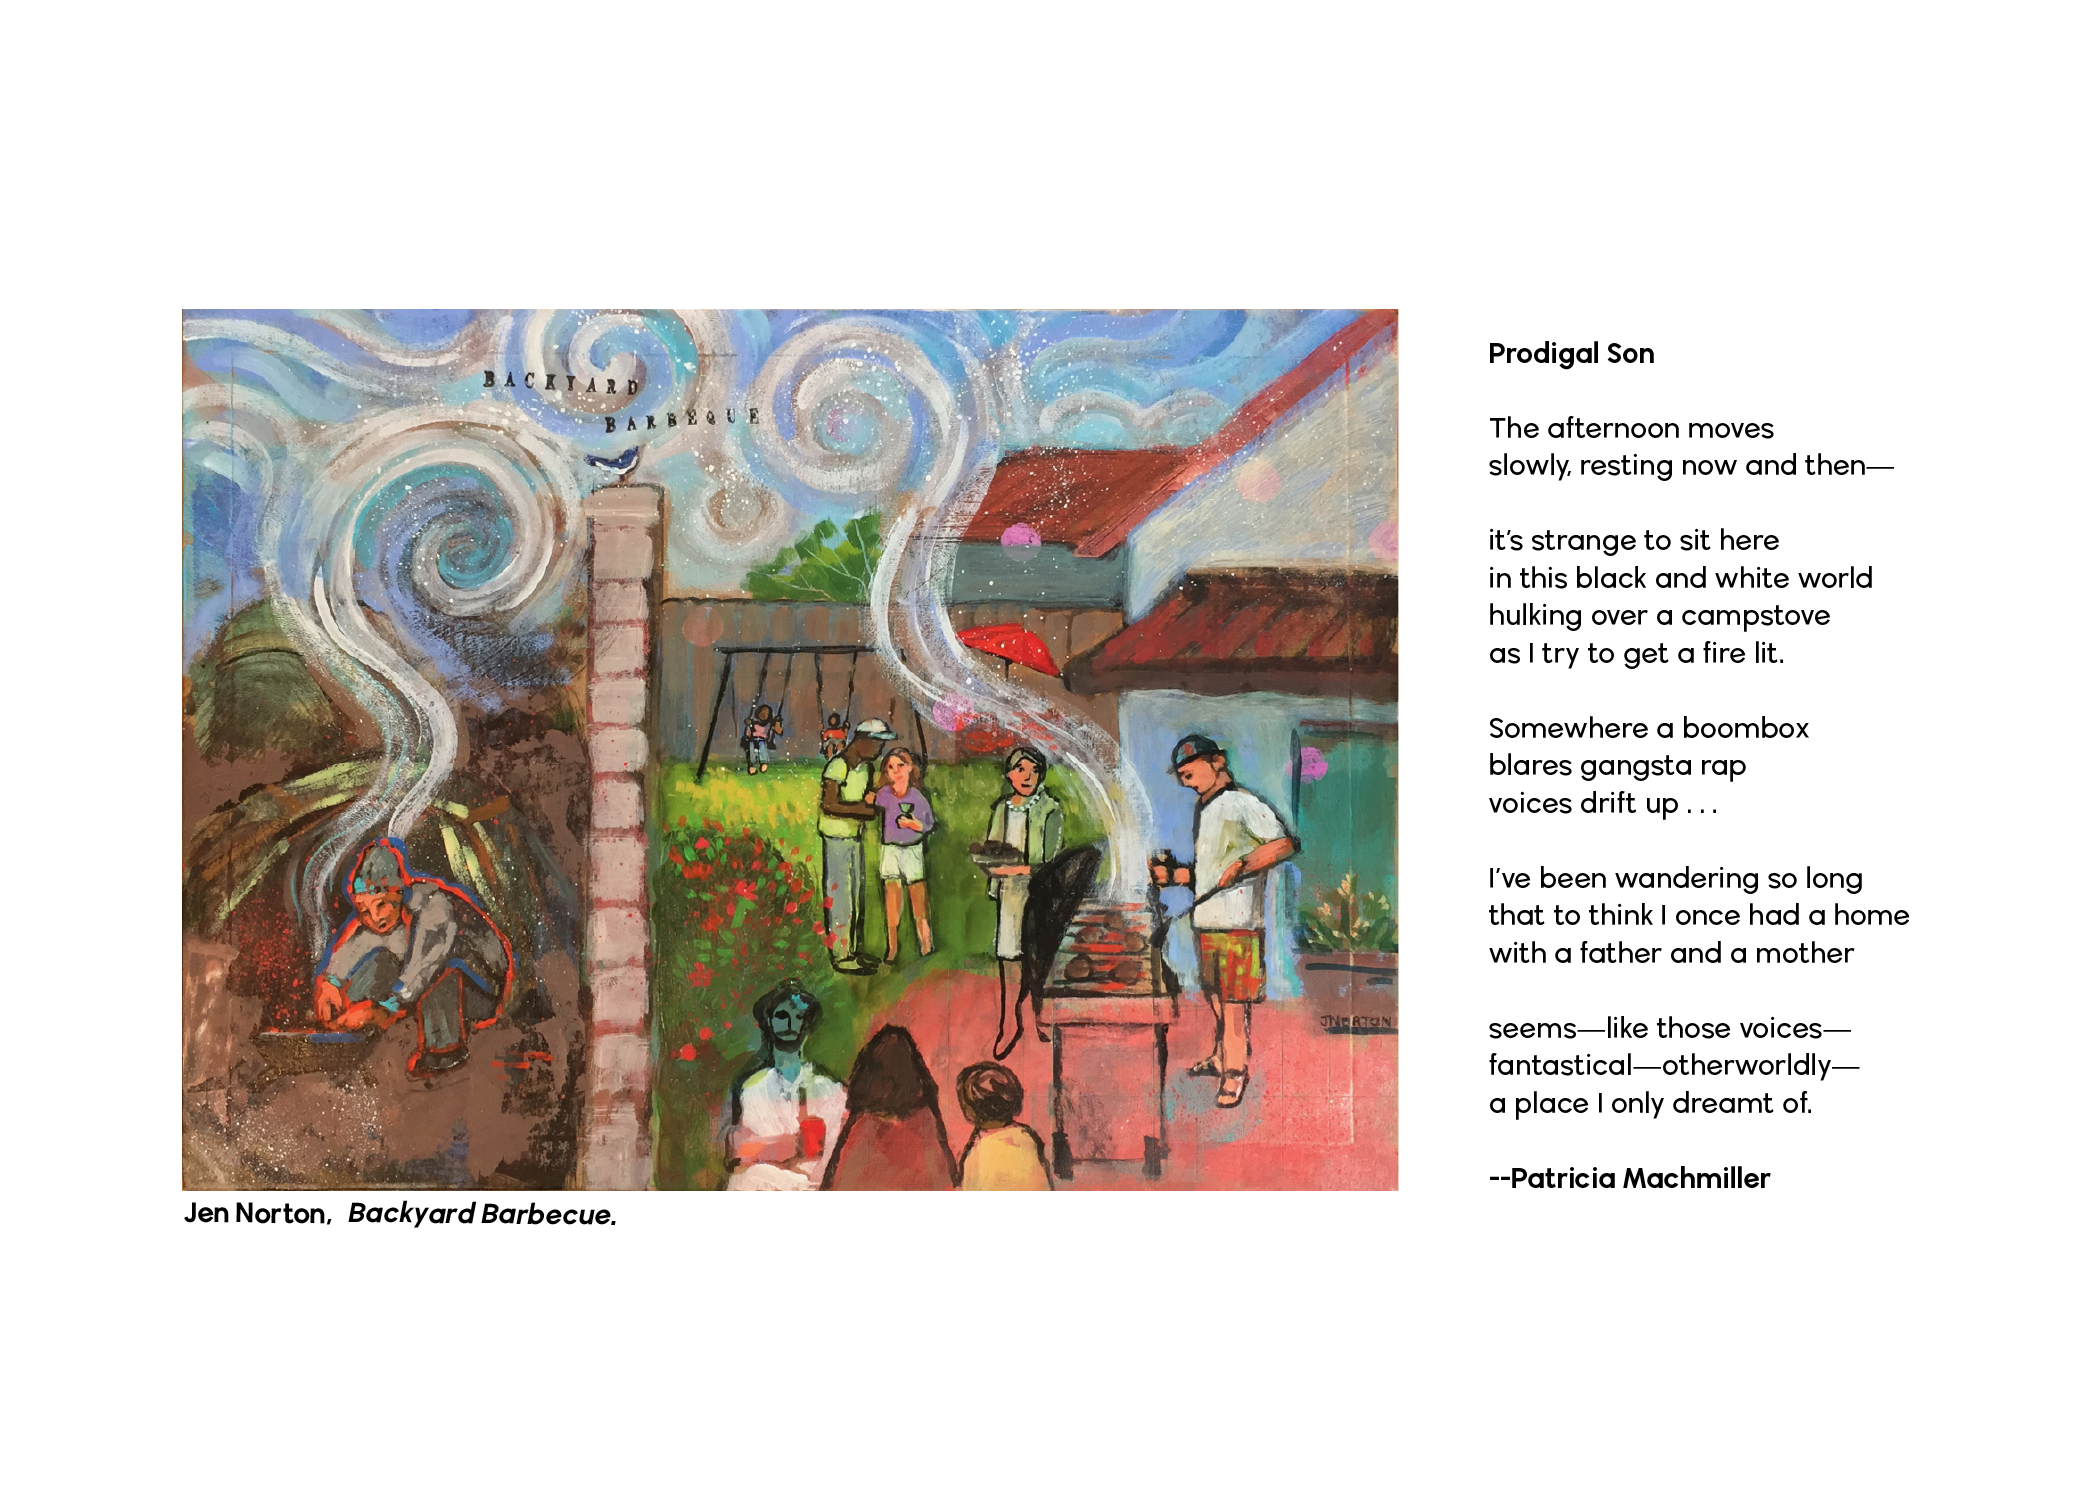 BACKYARD
BARBEQUE
JNORTON
Jen Norton, Backyard Barbecue.
Prodigal Son
The afternoon moves
slowly, resting now and then—
it's strange to sit here
in this black and white world
hulking over a campstove
as I try to get a fire lit.
Somewhere a boombox
blares gangsta rap
voices drift up . . .
I've been wandering so long
that to think I once had a home
with a father and a mother
seems—like those voices—
fantastical—otherworldly—
a place I only dreamt of.
--Patricia Machmiller